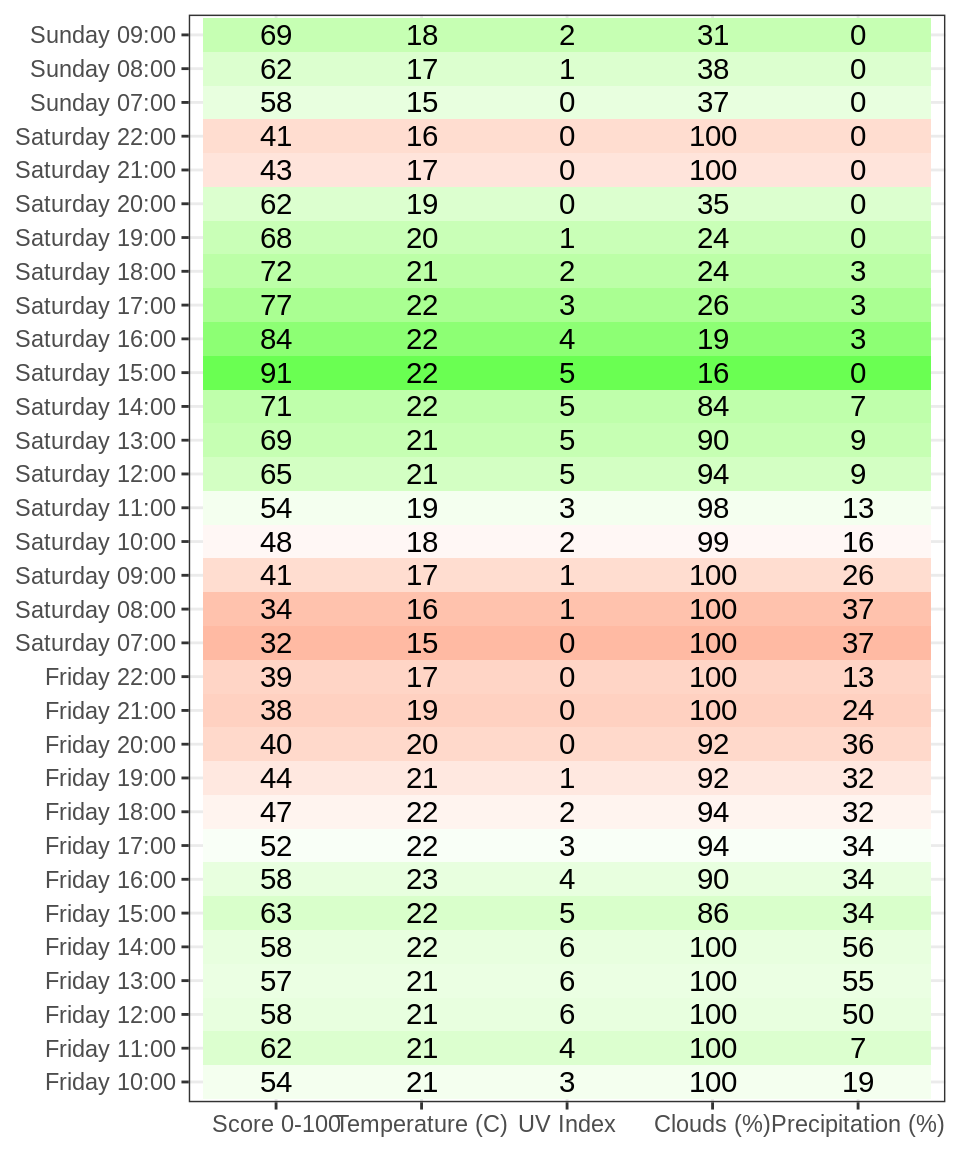 Sunday 09:00 69 18 2 31 0
Sunday 08:00 62 17 1 38 0
Sunday 07:00 58 15 0 37 0
Saturday 22:00 41 16 0 100 0
Saturday 21:00 43 17 0 100 0
Saturday 20:00 62 19 0 35 0
Saturday 19:00 68 20 1 24 0
Saturday 18:00 72 21 2 24 3
Saturday 17:00 77 22 3 26 3
Saturday 16:00 84 22 4 19 3
Saturday 15:00 91 22 5 16 0
Saturday 14:00 71 22 5 84 7
Saturday 13:00 69 21 5 90 9
Saturday 12:00 65 21 5 94 9
Saturday 11:00 54 19 3 98 13
Saturday 10:00 48 18 2 99 16
Saturday 09:00 41 17 1 100 26
Saturday 08:00 34 16 1 100 37
Saturday 07:00 32 15 0 100 37
Friday 22:00 39 17 0 100 13
Friday 21:00 38 19 0 100 24
Friday 20:00 40 20 0 92 36
Friday 19:00 44 21 1 92 32
Friday 18:00 47 22 2 94 32
Friday 17:00 52 22 3 94 34
Friday 16:00 58 23 4 90 34
Friday 15:00 63 22 5 86 34
Friday 14:00 58 22 6 100 56
Friday 13:00 57 21 6 100 55
Friday 12:00 58 21 6 100 50
Friday 11:00 62 21 4 100 7
Friday 10:00 54 21 3 100 19
Score 0-100 Temperature (C) UV Index Clouds (%) Precipitation (%)